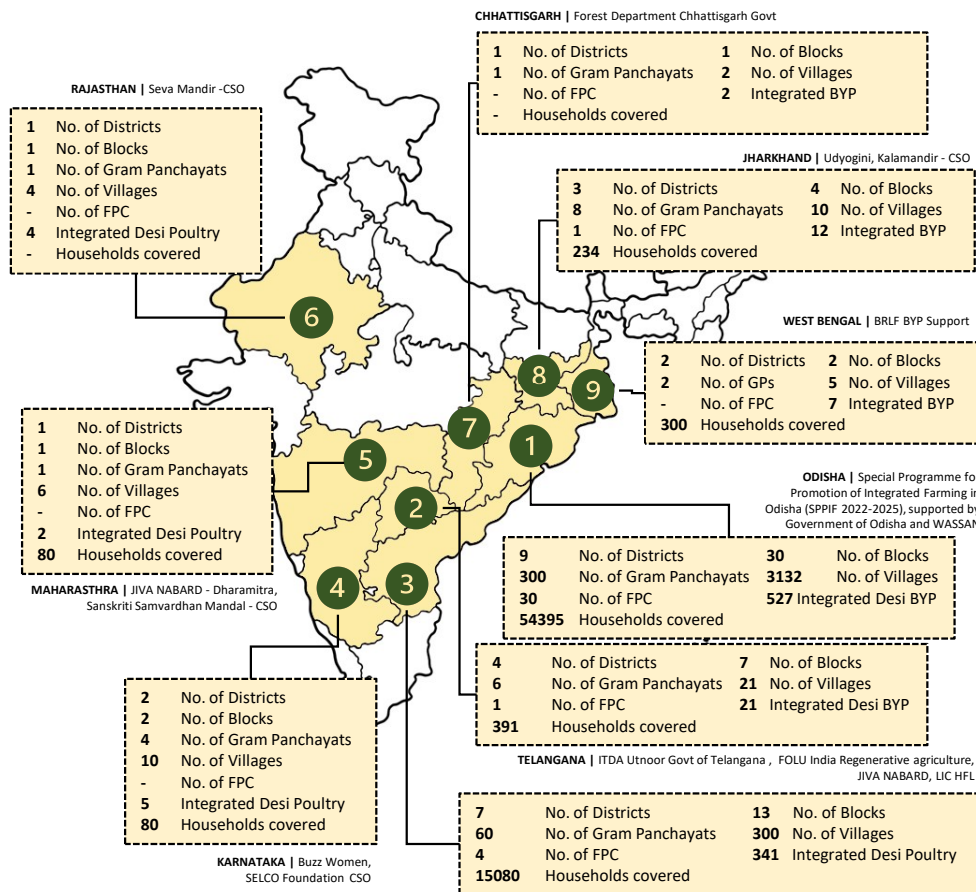 CHHATTISGARH | Forest Department Chhattisgarh Govt
1 No. of Districts 1 No. of Blocks
1 No. of Gram Panchayats 2 No. of Villages
- No. of FPC 2 Integrated BYP
- Households covered
RAJASTHAN | Seva Mandir -CSO
1 No. of Districts
1 No. of Blocks
1 No. of Gram Panchayats
4 No. of Villages
- No. of FPC
4 Integrated Desi Poultry
- Households covered
JHARKHAND | Udyogini, Kalamandir - CSO
3 No. of Districts 4 No. of Blocks
8 No. of Gram Panchayats 10 No. of Villages
1 No. of FPC 12 Integrated BYP
234 Households covered
6
WEST BENGAL | BRLF BYP Support
2 No. of Districts 2 No. of Blocks
2 No. of GPs 5 No. of Villages
- No. of FPC 7 Integrated BYP
300 Households covered
8
9
7
1
5
2
4
3
1 No. of Districts
1 No. of Blocks
1 No. of Gram Panchayats
6 No. of Villages
- No. of FPC
2 Integrated Desi Poultry
80 Households covered
MAHARASTHRA | JIVA NABARD - Dharamitra,
Sanskriti Samvardhan Mandal - CSO
ODISHA | Special Programme fo
Promotion of Integrated Farming in
Odisha (SPPIF 2022-2025), supported by
Government of Odisha and WASSAN
9 No. of Districts 30 No. of Blocks
300 No. of Gram Panchayats 3132 No. of Villages
30 No. of FPC 527 Integrated Desi BYP
54395 Households covered
4 No. of Districts 7 No. of Blocks
6 No. of Gram Panchayats 21 No. of Villages
1 No. of FPC 21 Integrated Desi BYP
391 Households covered
2 No. of Districts
2 No. of Blocks
4 No. of Gram Panchayats
10 No. of Villages
- No. of FPC
5 Integrated Desi Poultry
80 Households covered
KARNATAKA | Buzz Women,
SELCO Foundation CSO
TELANGANA | ITDA Utnoor Govt of Telangana , FOLU India Regenerative agriculture,
JIVA NABARD, LIC HFL
7 No. of Districts 13 No. of Blocks
60 No. of Gram Panchayats 300 No. of Villages
4 No. of FPC 341 Integrated Desi Poultry
15080 Households covered